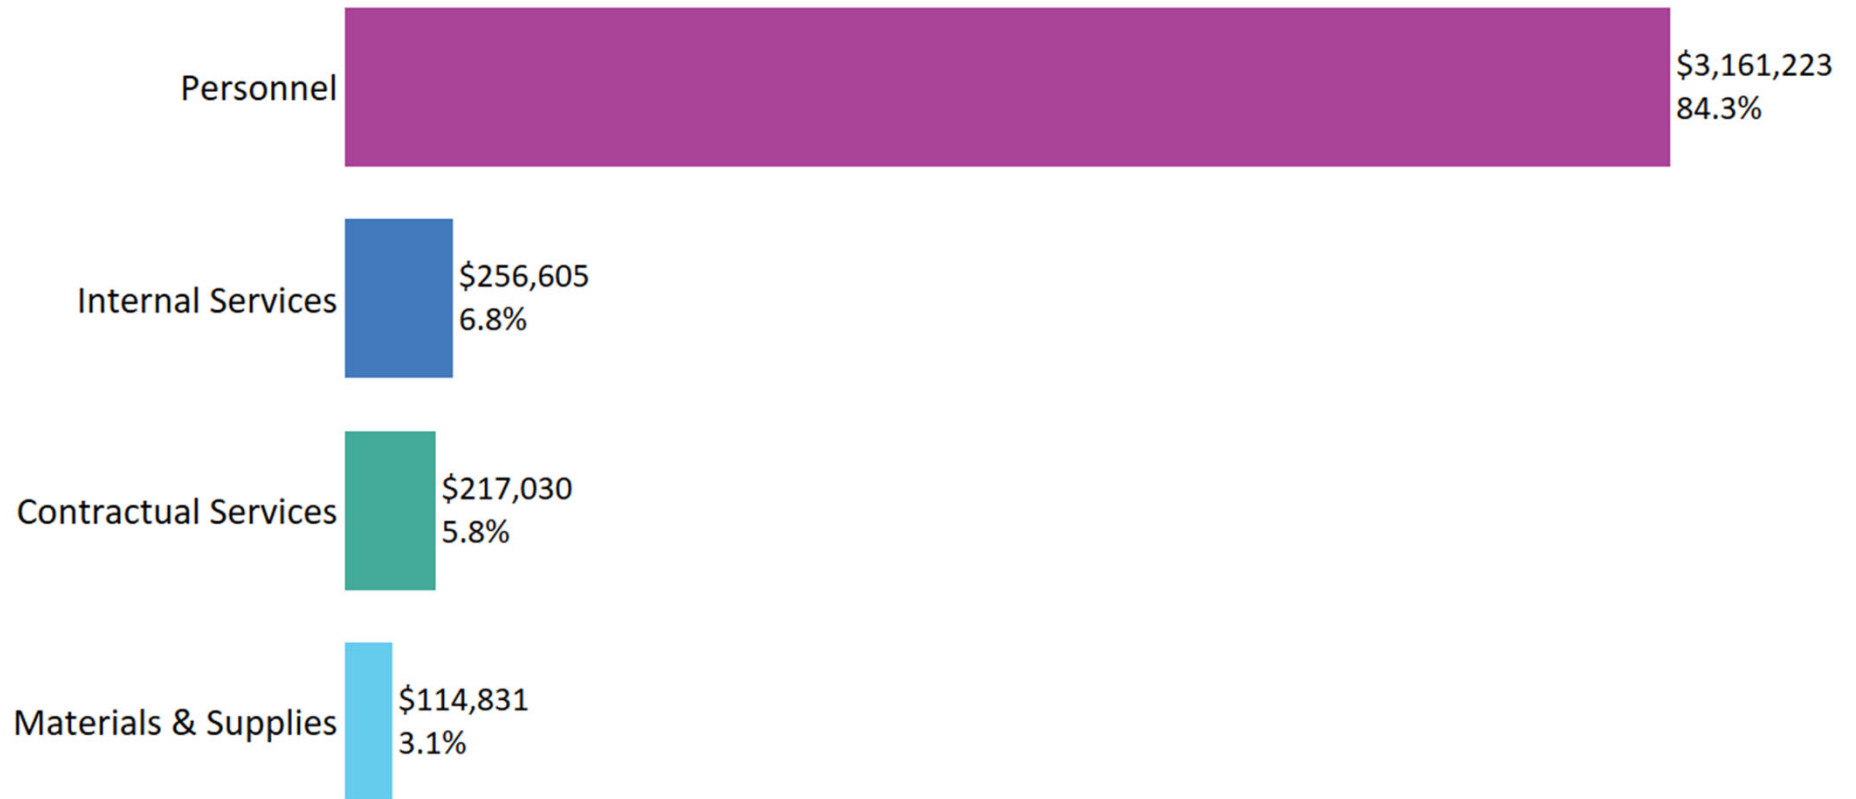 Personnel
$3,161,223
84.3%
Internal Services
$256,605
6.8%
Contractual Services
$217,030
5.8%
Materials & Supplies
$114,831
3.1%